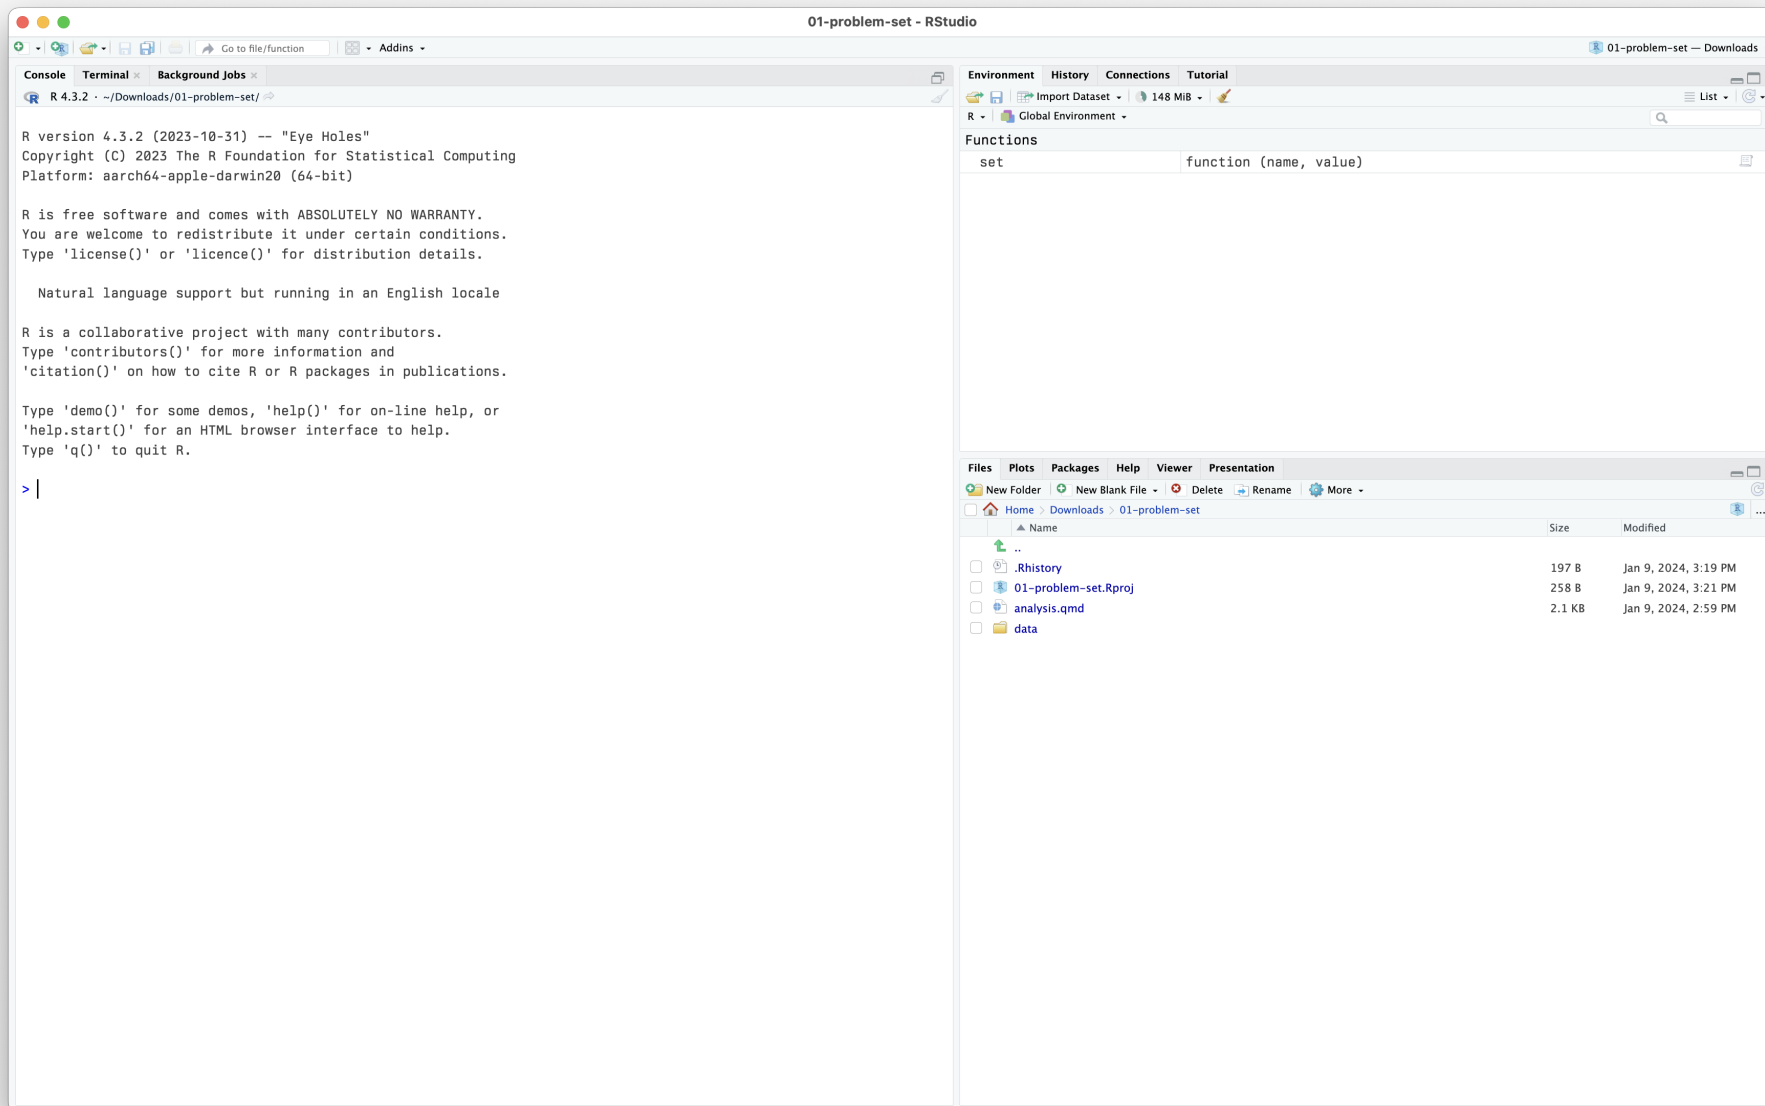 01-problem-set - RStudio
Go to file/function
Addins
01-problem-set — Downloads
Console Terminal Background Jobs
R 4.3.2 · ~/Downloads/01-problem-set/
R version 4.3.2 (2023-10-31) -- "Eye Holes"
Copyright (C) 2023 The R Foundation for Statistical Computing
Platform: aarch64-apple-darwin20 (64-bit)
R is free software and comes with ABSOLUTELY NO WARRANTY.
You are welcome to redistribute it under certain conditions.
Type 'license()' or 'licence()' for distribution details.
Natural language support but running in an English locale
R is a collaborative project with many contributors.
Type 'contributors()' for more information and
'citation()' on how to cite R or R packages in publications.
Type 'demo()' for some demos, 'help()' for on-line help, or
'help.start()' for an HTML browser interface to help.
Type 'q()' to quit R.
>
Environment History Connections Tutorial
Import Dataset 148 MiB List
R Global Environment
Functions
set function (name, value)
Files Plots Packages Help Viewer Presentation
New Folder New Blank File Delete Rename More
Home Downloads 01-problem-set ...
Name Size Modified
..
.Rhistory 197 B Jan 9, 2024, 3:19 PM
01-problem-set.Rproj 258 B Jan 9, 2024, 3:21 PM
analysis.qmd 2.1 KB Jan 9, 2024, 2:59 PM
data